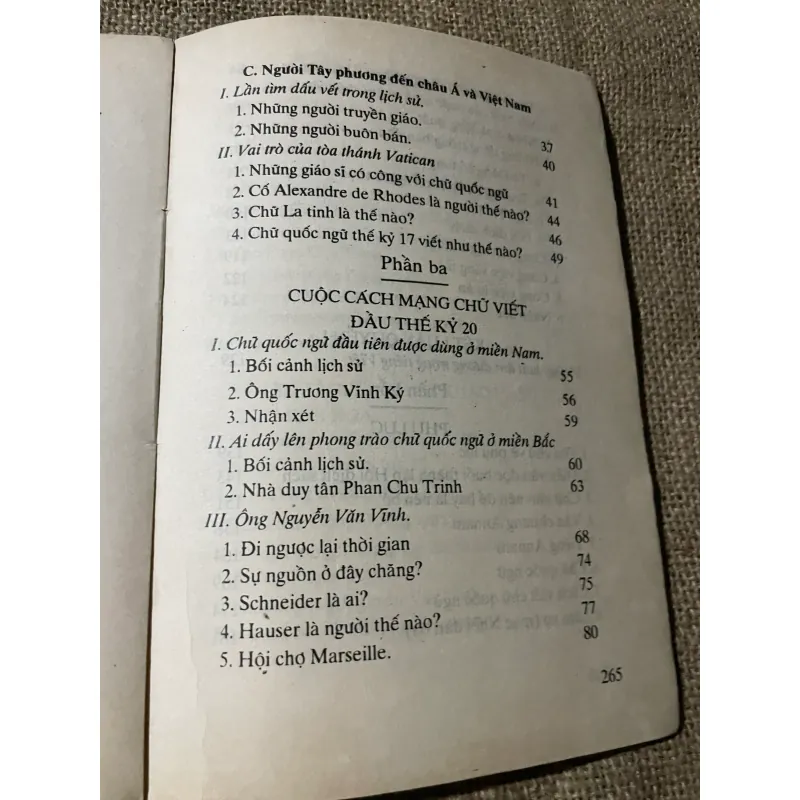 C. Người Tây phương đến châu Á và Việt Nam
I. Lần tìm dấu vết trong lịch sử.
1. Những người truyền giáo. 37
2. Những người buôn bán. 40
II. Vai trò của tòa thánh Vatican
1. Những giáo sĩ có công với chữ quốc ngữ 41
2. Cố Alexandre de Rhodes là người thế nào? 44
3. Chữ La tinh là thế nào? 46
4. Chữ quốc ngữ thế kỷ 17 viết như thế nào? 49
Phần ba
CUỘC CÁCH MẠNG CHỮ VIẾT
ĐẦU THẾ KỶ 20
I. Chữ quốc ngữ đầu tiên được dùng ở miền Nam.
1. Bối cảnh lịch sử 55
2. Ông Trương Vinh Ký 56
3. Nhận xét 59
II. Ai dấy lên phong trào chữ quốc ngữ ở miền Bắc
1. Bối cảnh lịch sử. 60
2. Nhà duy tân Phan Chu Trinh 63
III. Ông Nguyễn Văn Vĩnh.
1. Đi ngược lại thời gian 68
2. Sự nguồn ở đây chăng? 74
3. Schneider là ai? 75
4. Hauser là người thế nào? 77
5. Hội chợ Marseille. 80
265